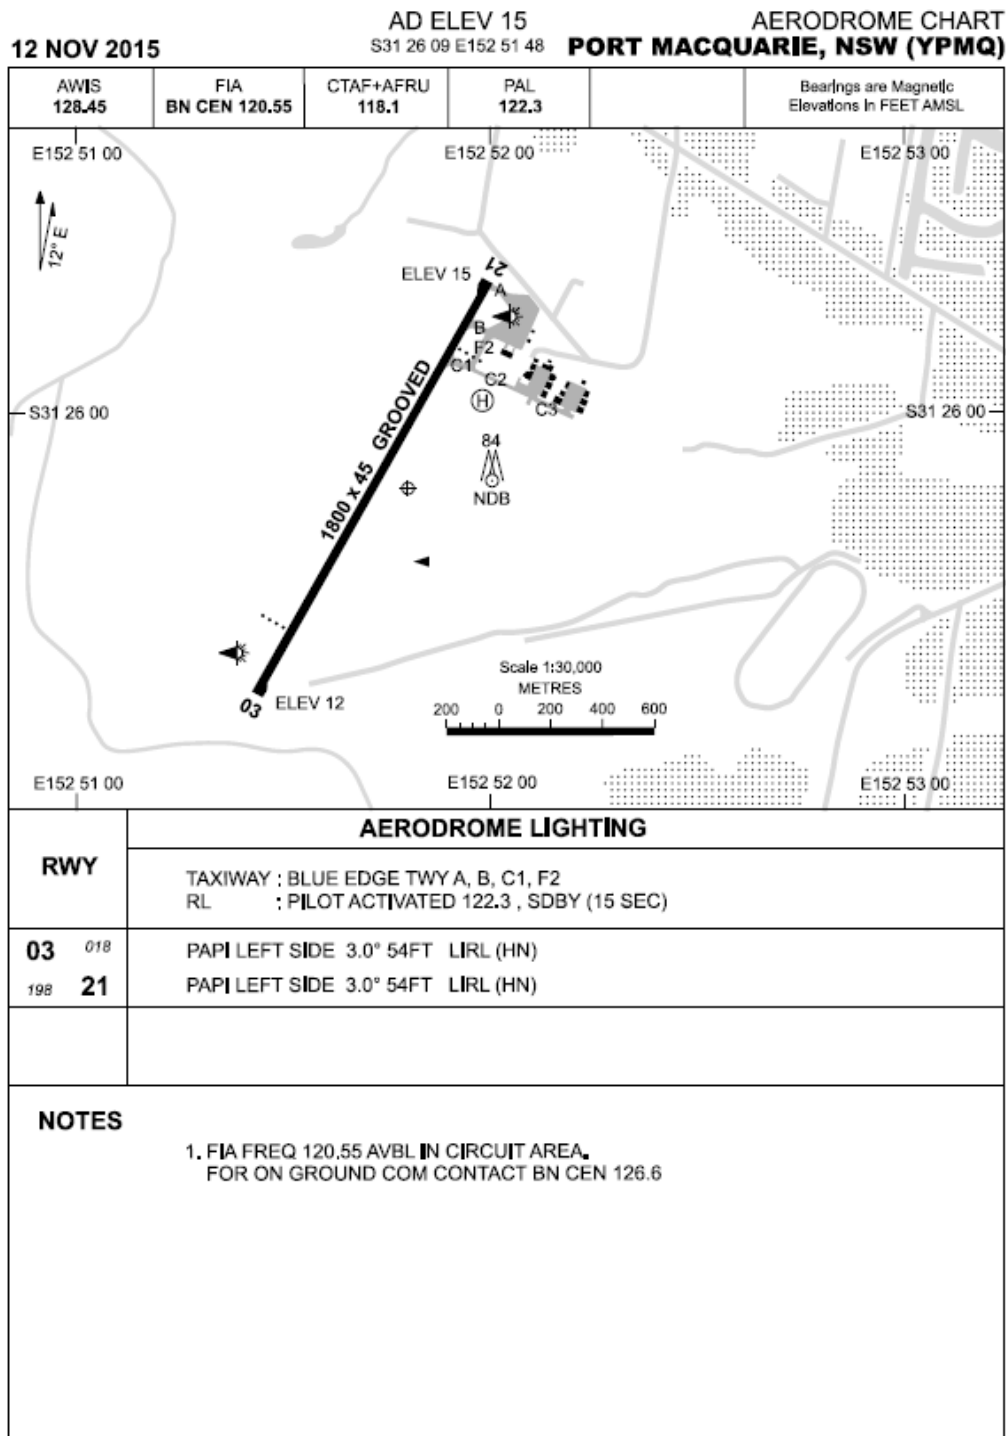 AD ELEV 15
AERODROME CHART
12 NOV 2015
S31 26 09 E152 51 48
PORT MACQUARIE, NSW (YPMQ)
AWIS
128.45
FIA
BN CEN 120.55
CTAF+AFRU
118.1
PAL
122.3
Bearings are Magnetic
Elevations in FEET AMSL
E152 51 00
E152 52 00
E152 53 00
12° E
ELEV 15
21
A
B
F2
C1
C2
C3
H
S31 26 00
S31 26 00
1800 x 45 GROOVED
84
NDB
Scale 1:30,000
METRES
200 0 200 400 600
03
ELEV 12
E152 51 00
E152 52 00
E152 53 00
RWY
AERODROME LIGHTING
TAXIWAY : BLUE EDGE TWY A, B, C1, F2
RL : PILOT ACTIVATED 122.3 , SDBY (15 SEC)
03 018 PAPI LEFT SIDE 3.0° 54FT LIRL (HN)
198 21 PAPI LEFT SIDE 3.0° 54FT LIRL (HN)
NOTES
1. FIA FREQ 120.55 AVBL IN CIRCUIT AREA.
FOR ON GROUND COM CONTACT BN CEN 126.6